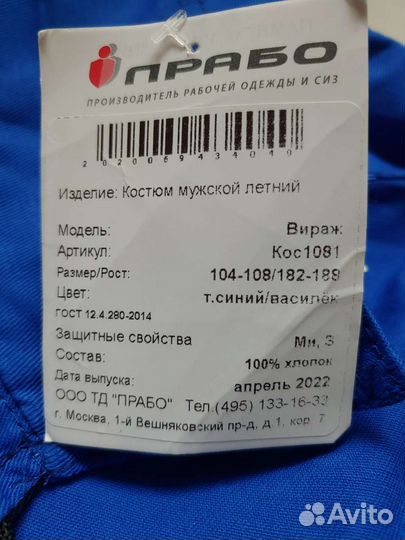 ПРАБО
ПРОИЗВОДИТЕЛЬ РАБОЧЕЙ ОДЕЖДЫ И СИЗ
2020069434040
Изделие: Костюм мужской летний
Модель: Вираж
Артикул: Кос1081
Размер/Рост: 104-108/182-188
Цвет: т.синий/василёк
ГОСТ 12.4.280-2014
Защитные свойства Ми, З
Состав: 100% хлопок
Дата выпуска: апрель 2022
ООО ТД "ПРАБО" Тел.(495) 133-16-33
г. Москва, 1-й Вешняковский пр-д, д.1, кор. 7
Avito